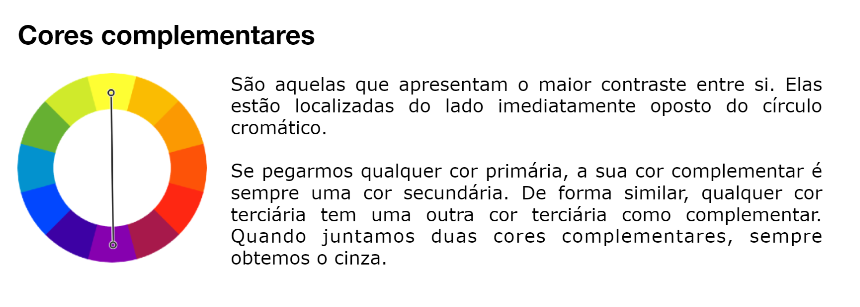 Cores complementares
São aquelas que apresentam o maior contraste entre si. Elas
estão localizadas do lado imediatamente oposto do círculo
cromático.
Se pegarmos qualquer cor primária, a sua cor complementar é
sempre uma cor secundária. De forma similar, qualquer cor
terciária tem uma outra cor terciária como complementar.
Quando juntamos duas cores complementares, sempre
obtemos o cinza.